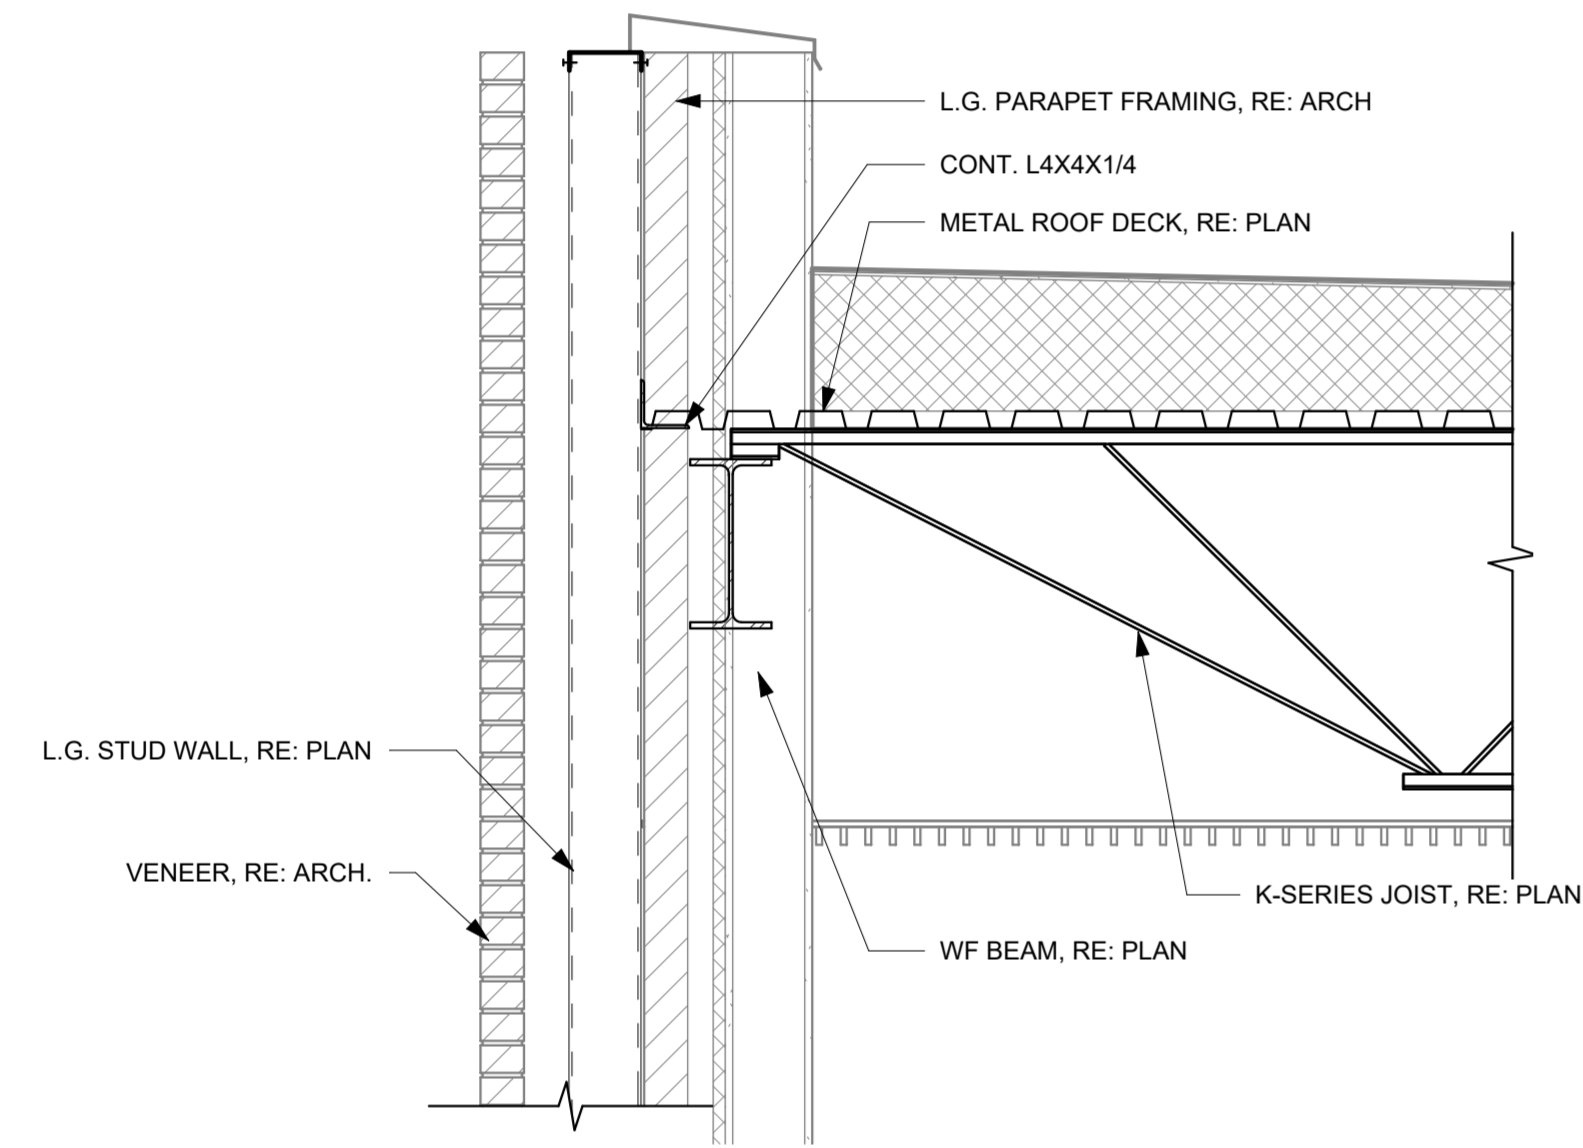 L.G. PARAPET FRAMING, RE: ARCH
CONT. L4X4X1/4
METAL ROOF DECK, RE: PLAN
L.G. STUD WALL, RE: PLAN
VENEER, RE: ARCH.
K-SERIES JOIST, RE: PLAN
WF BEAM, RE: PLAN